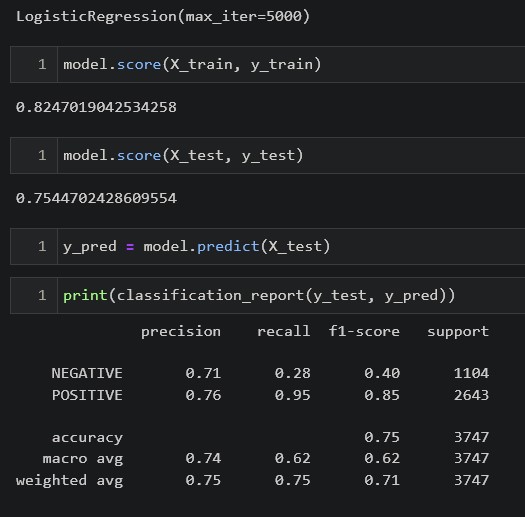 LogisticRegression(max_iter=5000)
1 model.score(X_train, y_train)
0.8247019042534258
1 model.score(X_test, y_test)
0.7544702428609554
1 y_pred = model.predict(X_test)
1 print(classification_report(y_test, y_pred))
precision recall f1-score support
NEGATIVE 0.71 0.28 0.40 1104
POSITIVE 0.76 0.95 0.85 2643
accuracy 0.75 3747
macro avg 0.74 0.62 0.62 3747
weighted avg 0.75 0.75 0.71 3747